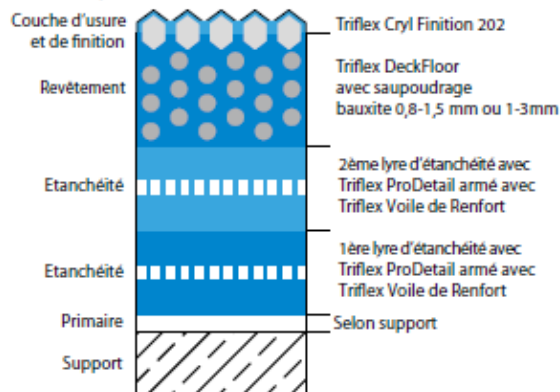 Couche d'usure
et de finition
Triflex Cryl Finition 202
Revêtement
Triflex DeckFloor
avec saupoudrage
bauxite 0,8-1,5 mm ou 1-3mm
Etanchéité
2ème lyre d'étanchéité avec
Triflex ProDetail armé avec
Triflex Voile de Renfort
Etanchéité
1ère lyre d'étanchéité avec
Triflex ProDetail armé avec
Triflex Voile de Renfort
Primaire
Selon support
Support